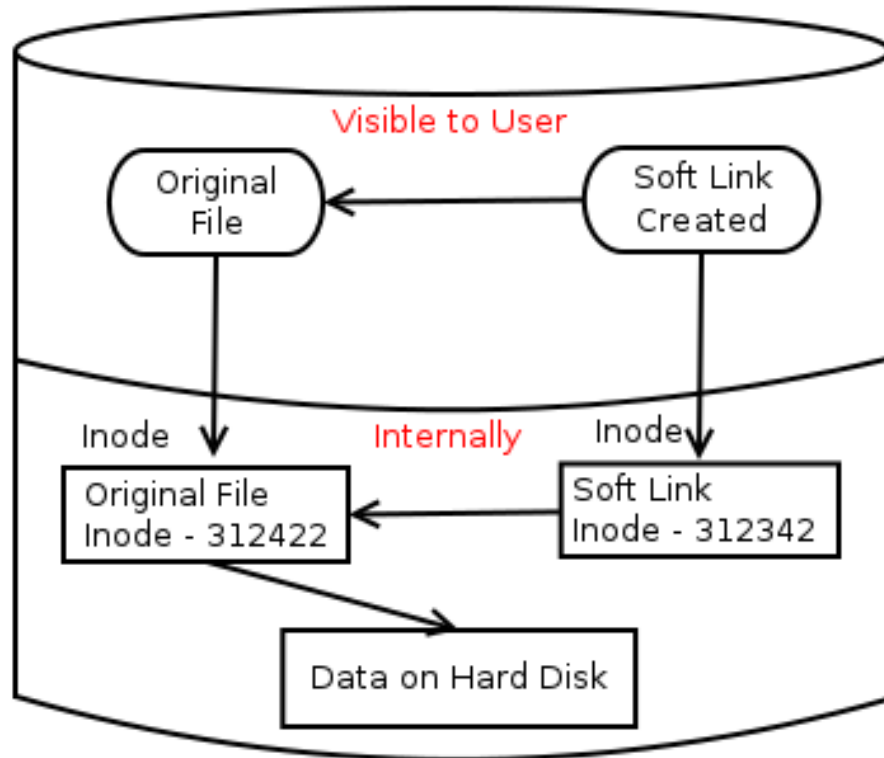 Visible to User
Original
File
Soft Link
Created
Inode
Internally
Inode
Original File
Inode - 312422
Soft Link
Inode - 312342
Data on Hard Disk